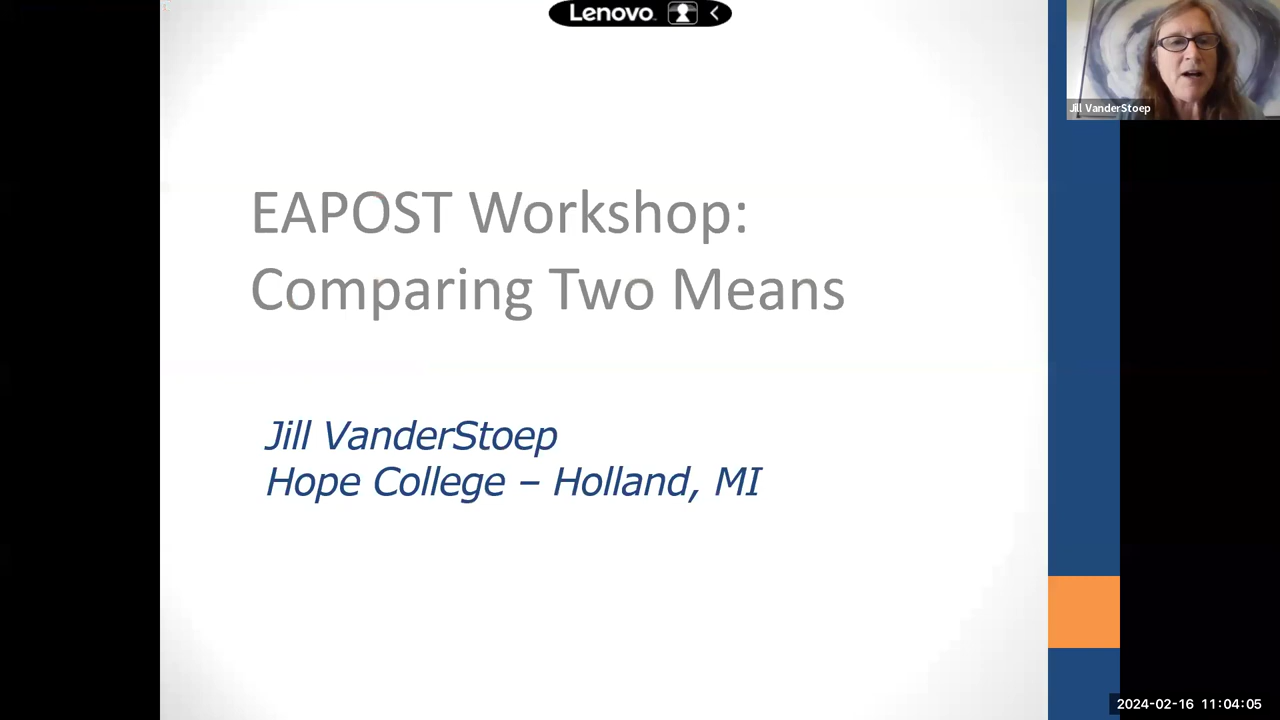 Lenovo
Jill VanderStoep
EAPOST Workshop:
Comparing Two Means
Jill VanderStoep
Hope College – Holland, MI
2024-02-16 11:04:05